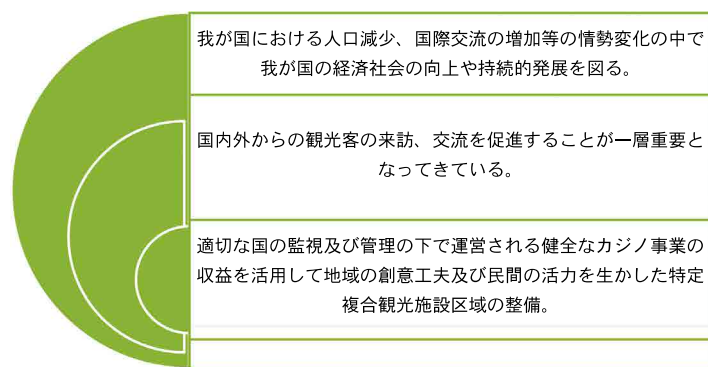 我が国における人口減少、国際交流の増加等の情勢変化の中で
我が国の経済社会の向上や持続的発展を図る。
国内外からの観光客の来訪、交流を促進することが一層重要と
なってきている。
適切な国の監視及び管理の下で運営される健全なカジノ事業の
収益を活用して地域の創意工夫及び民間の活力を生かした特定
複合観光施設区域の整備。